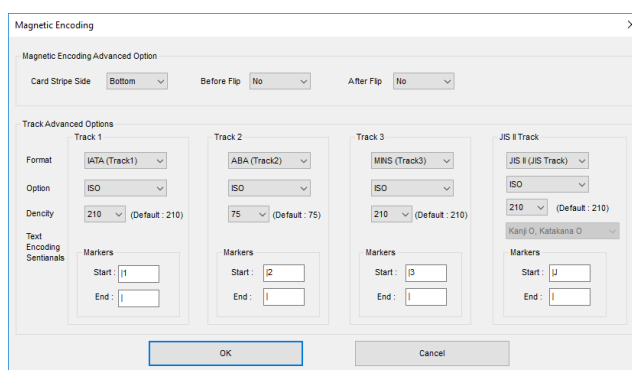 Magnetic Encoding
Magnetic Encoding Advanced Option
Card Stripe Side Bottom Before Flip No After Flip No
Track Advanced Options
Track 1 Track 2 Track 3 JIS II Track
Format IATA (Track1) ABA (Track2) MINS (Track3) JIS II (JIS Track)
Option ISO ISO ISO ISO
Dencity 210 (Default : 210) 75 (Default : 75) 210 (Default : 210) 210 (Default : 210)
Text
Encoding
Sentianals
Kanji O, Katakana O
Markers Markers Markers Markers
Start : |1 Start : |2 Start : |3 Start : |J
End : | End : | End : | End : |
OK Cancel